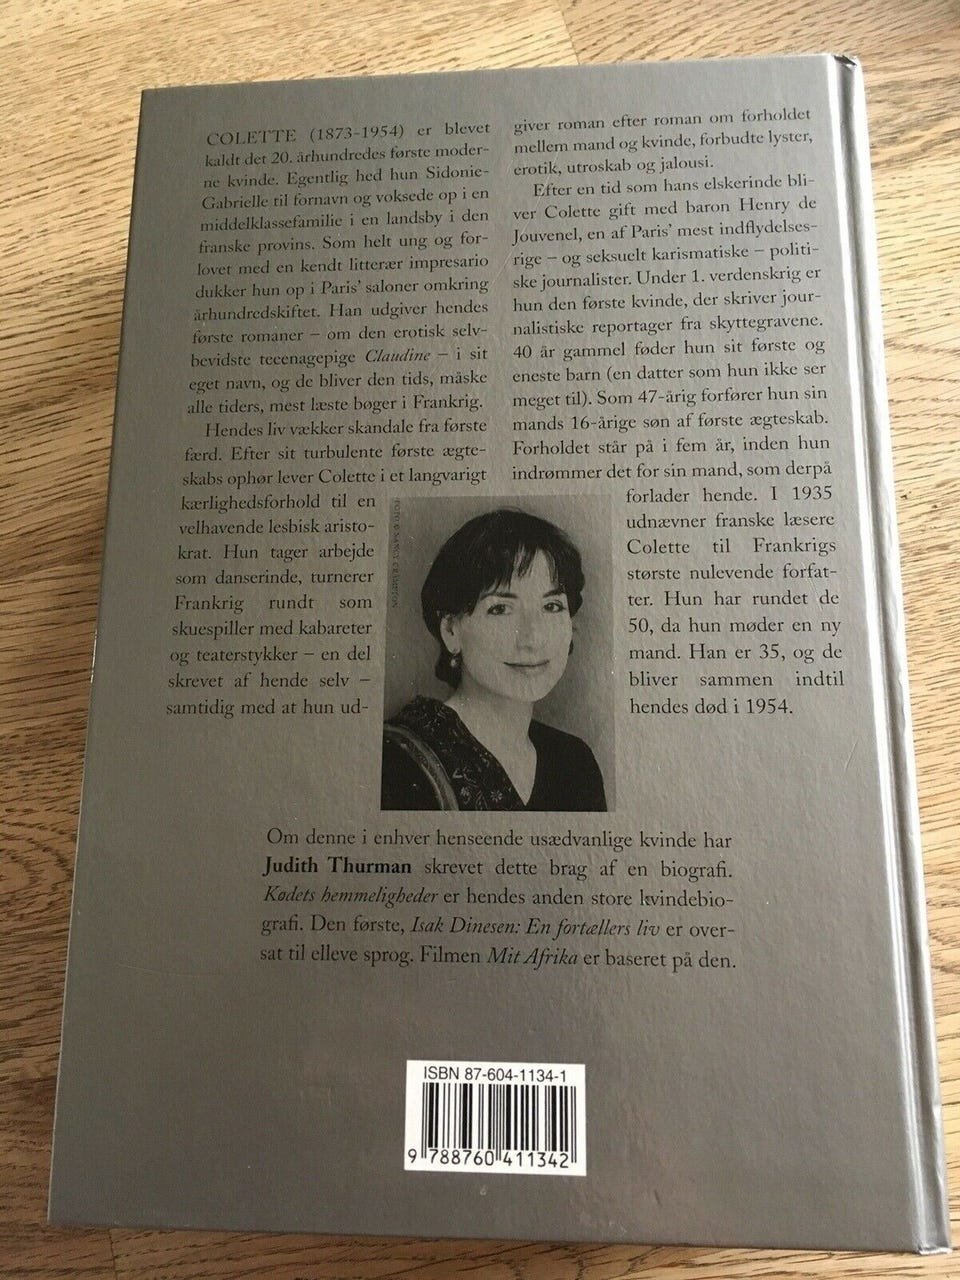 COLETTE (1873-1954) er blevet
kaldt det 20. århundredes første moder-
ne kvinde. Egentlig hed hun Sidonie-
Gabrielle til fornavn og voksede op i en
middelklassefamilie i en landsby i den
franske provins. Som helt ung og for-
lovet med en kendt litterær impresario
dukker hun op i Paris' saloner omkring
århundredskiftet. Han udgiver hendes
første romaner – om den erotisk selv-
bevidste teenagepige Claudine – i sit
eget navn, og de bliver den tids, måske
alle tiders, mest læste bøger i Frankrig.
Hendes liv vækker skandale fra første
færd. Efter sit turbulente første ægte-
skabs ophør lever Colette i et langvarigt
kærlighedsforhold til en
velhavende lesbisk aristo-
krat. Hun tager arbejde
som danserinde, turnerer
Frankrig rundt som
skuespiller med kabareter
og teaterstykker – en del
skrevet af hende selv –
samtidig med at hun ud-
giver roman efter roman om forholdet
mellem mand og kvinde, forbudte lyster,
erotik, utroskab og jalousi.
Efter en tid som hans elskerinde bli-
ver Colette gift med baron Henry de
Jouvenel, en af Paris' mest indflydelses-
rige – og seksuelt karismatiske – politi-
ske journalister. Under 1. verdenskrig er
hun den første kvinde, der skriver jour-
nalistiske reportager fra skyttegravene.
40 år gammel føder hun sit første og
eneste barn (en datter som hun ikke ser
meget til). Som 47-årig forfører hun sin
mands 16-årige søn af første ægteskab.
Forholdet står på i fem år, inden hun
indrømmer det for sin mand, som derpå
forlader hende. I 1935
udnævner franske læsere
Colette til Frankrigs
største nulevende forfat-
ter. Hun har rundet de
50, da hun møder en ny
mand. Han er 35, og de
bliver sammen indtil
hendes død i 1954.
FOTO © NANCY CRAMPTON
Om denne i enhver henseende usædvanlige kvinde har
Judith Thurman skrevet dette brag af en biografi.
Kødets hemmeligheder er hendes anden store kvindebio-
grafi. Den første, Isak Dinesen: En fortællers liv er over-
sat til elleve sprog. Filmen Mit Afrika er baseret på den.
ISBN 87-604-1134-1
9 788760 411342